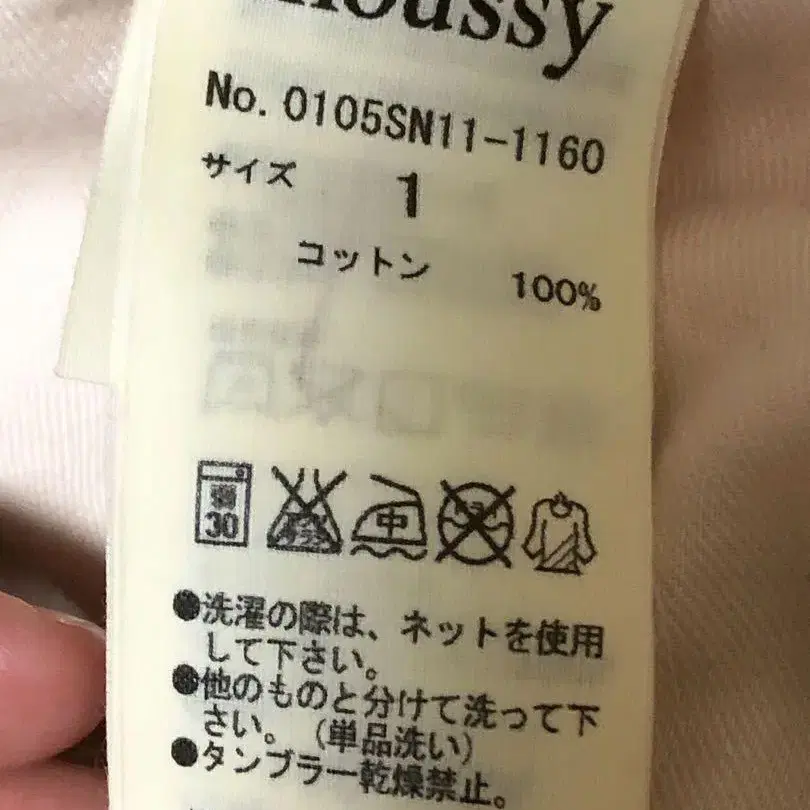 moussy
No. 0105SN11-1160
サイズ 1
コットン 100%
弱 30 中
●洗濯の際は、ネットを使用
して下さい。
●他のものと分けて洗って下
さい。（単品洗い）
●タンブラー乾燥禁止。